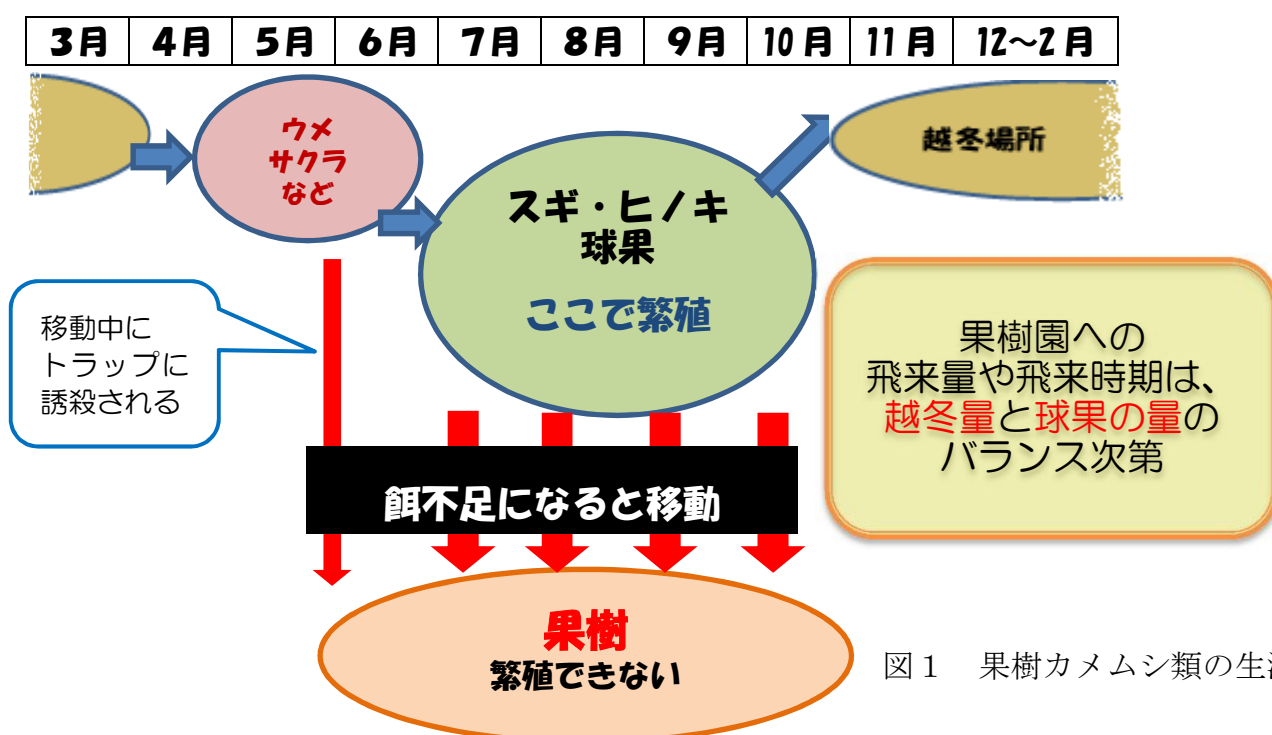 3月 4月 5月 6月 7月 8月 9月 10月 11月 12~2月
ウメ
サクラ
など
スギ・ヒノキ
球果
ここで繁殖
越冬場所
移動中に
トラップに
誘殺される
果樹園への
飛来量や飛来時期は、
越冬量と球果の量の
バランス次第
餌不足になると移動
果樹
繁殖できない
図1 果樹カメムシ類の生